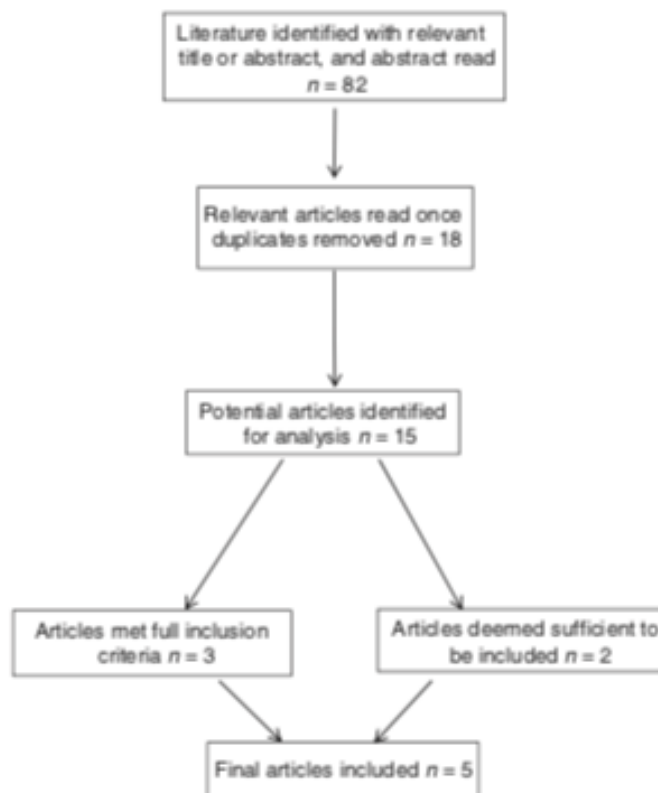 Literature identified with relevant
title or abstract, and abstract read
n = 82
Relevant articles read once
duplicates removed n = 18
Potential articles identified
for analysis n = 15
Articles met full inclusion
criteria n = 3
Articles deemed sufficient to
be included n = 2
Final articles included n = 5